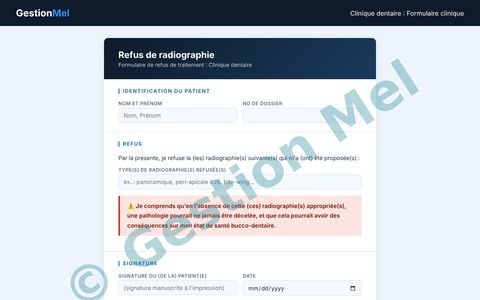 GestionMel
Clinique dentaire : Formulaire clinique
Refus de radiographie
Formulaire de refus de traitement : Clinique dentaire
IDENTIFICATION DU PATIENT
NOM ET PRÉNOM
NO DE DOSSIER
Nom, Prénom
REFUS
Par la présente, je refuse la (les) radiographie(s) suivante(s) qui m'a (ont) été proposée(s) :
TYPE(S) DE RADIOGRAPHIE(S) REFUSÉE(S)
ex. : panoramique, péri-apicale #26, bite-wing...
⚠ Je comprends qu'en l'absence de cette (ces) radiographie(s) appropriée(s),
une pathologie pourrait ne jamais être décelée, et que cela pourrait avoir des
conséquences sur mon état de santé bucco-dentaire.
SIGNATURE
SIGNATURE DU (DE LA) PATIENT(E)
DATE
(signature manuscrite à l'impression)
mm/dd/yyyy
© Gestion Mel